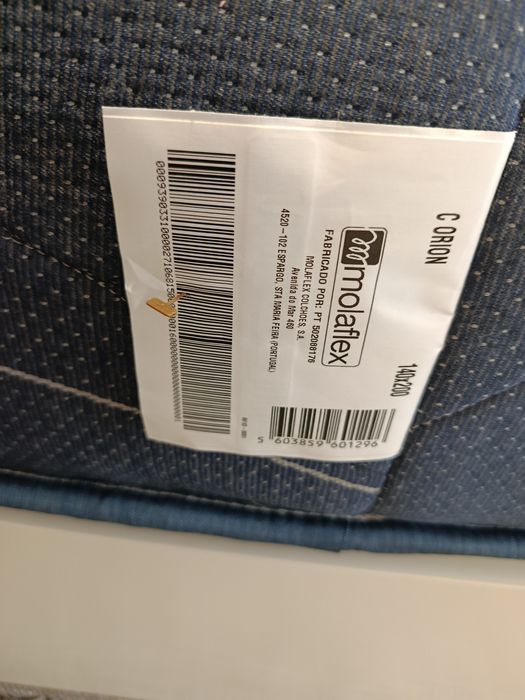 C ORION
140x200
molaflex
FABRICADO POR: PT 502088176
MOLAFLEX COLCHOES, S.A.
Avenida do Mar 460
4520-102 ESPARGO, STA MARIA FEIRA (PORTUGAL)
5 603859 601296